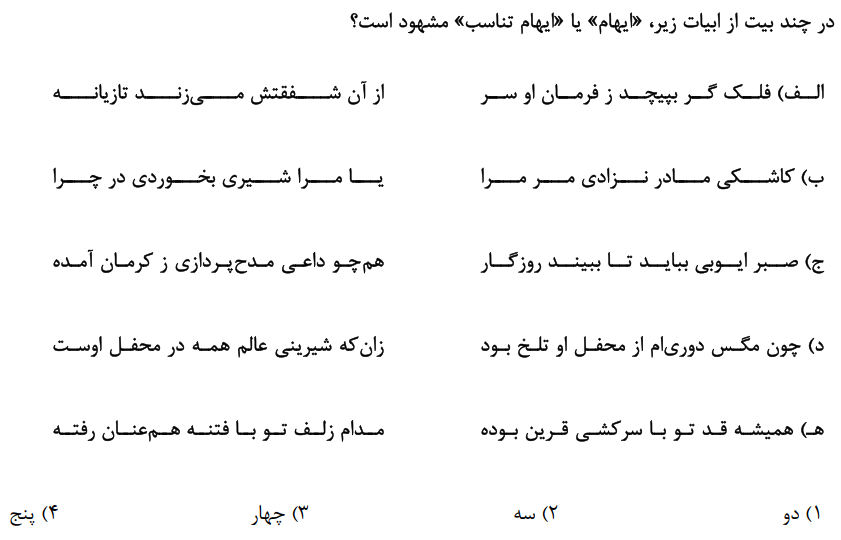 در چند بیت از ابیات زیر، «ایهام» یا «ایهام تناسب» مشهود است؟
الف) فلک گر بپیچد ز فرمان او سر از آن شفقتش می‌زند تازیانه
ب) کاشکی مادر نزادی مر مرا یا مرا شیری بخوردی در چرا
ج) صبر ایوبی بباید تا ببیند روزگار هم‌چو داعی مدح‌پردازی ز کرمان آمده
د) چون مگس دوری‌ام از محفل او تلخ بود زان‌که شیرینی عالم همه در محفل اوست
هـ) همیشه قد تو با سرکشی قرین بوده مدام زلف تو با فتنه هم‌عنان رفته
۱) دو ۲) سه ۳) چهار ۴) پنج